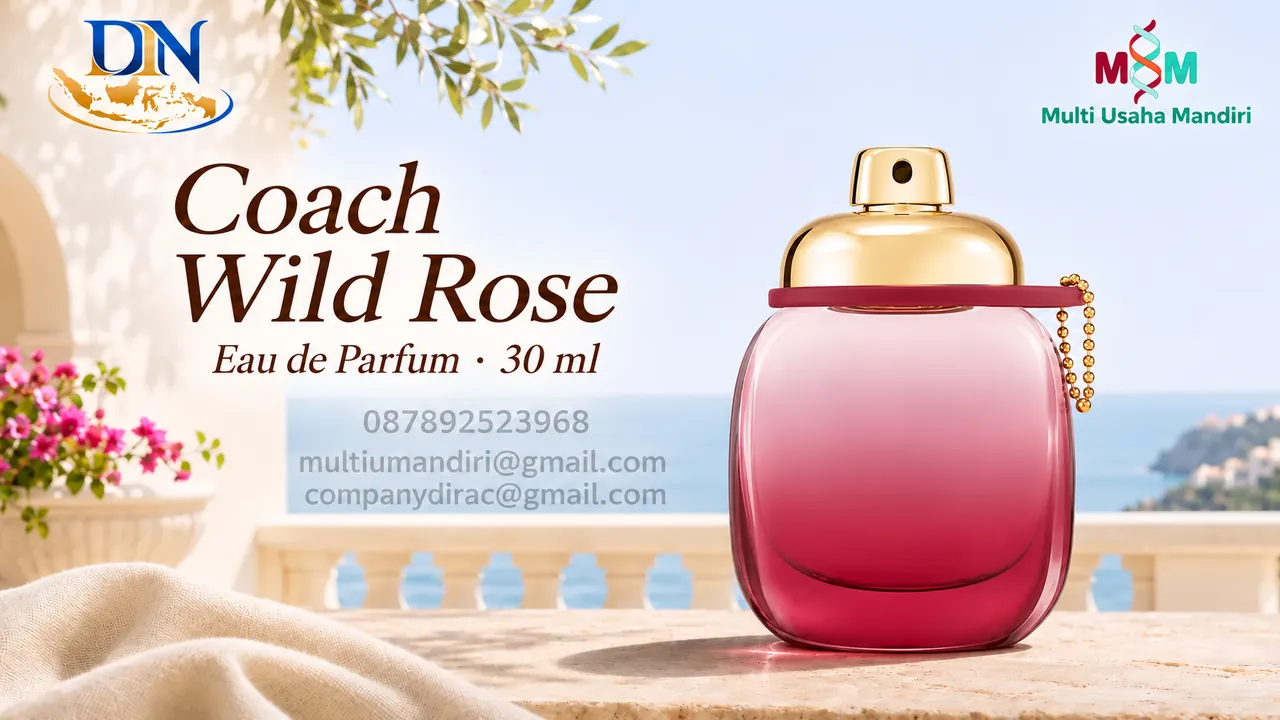 DIN
MSM
Multi Usaha Mandiri
Coach
Wild Rose
Eau de Parfum · 30 ml
087892523968
multiumandiri@gmail.com
companydirac@gmail.com